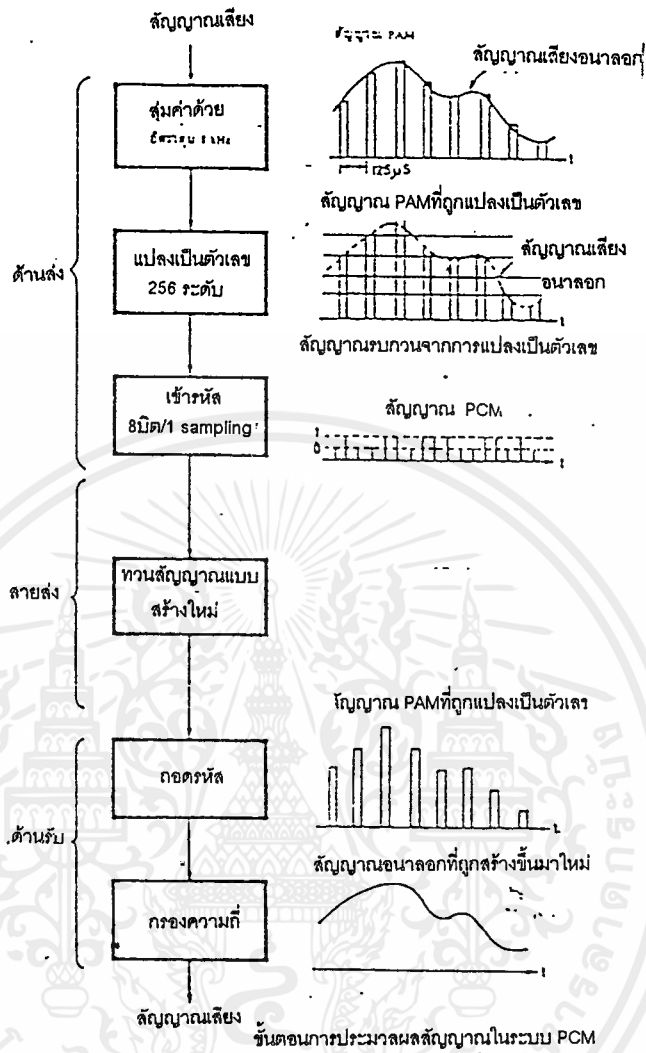 สัญญาณเสียง
สัญญาณ PAM
สัญญาณเสียงอนาลอก
สุ่มค่าด้วย
125µS
t
สัญญาณ PAMที่ถูกแปลงเป็นตัวเลข
ด้านส่ง
แปลงเป็นตัวเลข
256 ระดับ
สัญญาณเสียง
อนาลอก
t
สัญญาณรบกวนจากการแปลงเป็นตัวเลข
เข้ารหัส
8บิต/1 sampling
สัญญาณ PCM
1
0
t
สายส่ง
ทวนสัญญาณแบบ
สร้างใหม่
PAMที่ถูกแปลงเป็นตัวเลข
ถอดรหัส
t
ด้านรับ
สัญญาณอนาลอกที่ถูกสร้างขึ้นมาใหม่
กรองความถี่
t
สัญญาณเสียง
ขั้นตอนการประมวลผลสัญญาณในระบบ PCM